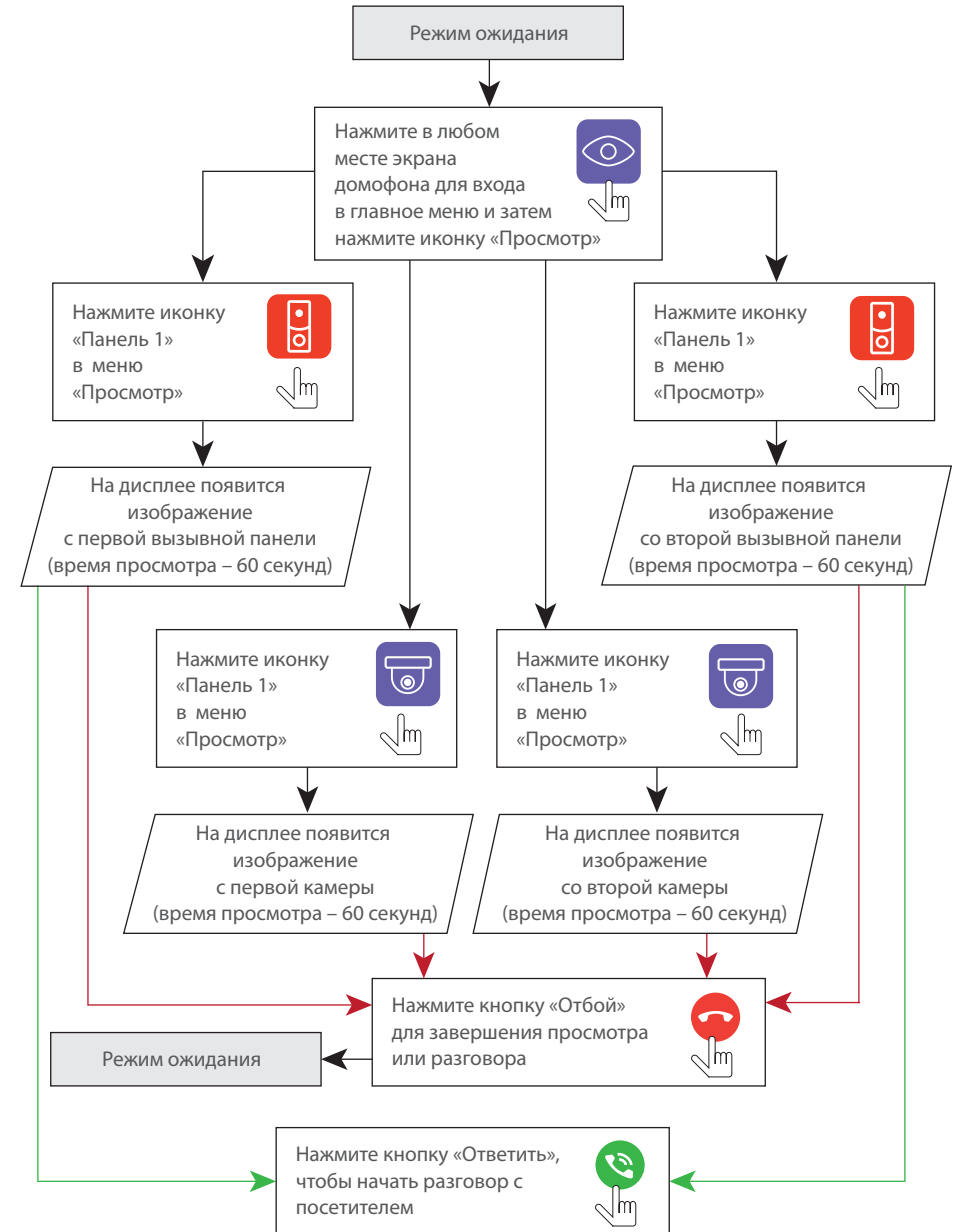 Режим ожидания
Нажмите в любом
месте экрана
домофона для входа
в главное меню и затем
нажмите иконку «Просмотр»
Нажмите иконку
«Панель 1»
в меню
«Просмотр»
Нажмите иконку
«Панель 1»
в меню
«Просмотр»
На дисплее появится
изображение
с первой вызывной панели
(время просмотра – 60 секунд)
На дисплее появится
изображение
со второй вызывной панели
(время просмотра – 60 секунд)
Нажмите иконку
«Панель 1»
в меню
«Просмотр»
Нажмите иконку
«Панель 1»
в меню
«Просмотр»
На дисплее появится
изображение
с первой камеры
(время просмотра – 60 секунд)
На дисплее появится
изображение
со второй камеры
(время просмотра – 60 секунд)
Нажмите кнопку «Отбой»
для завершения просмотра
или разговора
Режим ожидания
Нажмите кнопку «Ответить»,
чтобы начать разговор с
посетителем